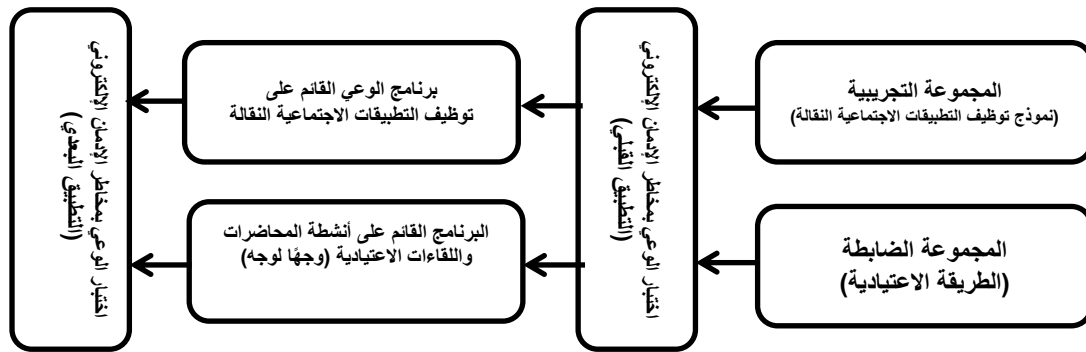 المجموعة التجريبية
(نموذج توظيف التطبيقات الاجتماعية النقالة)
المجموعة الضابطة
(الطريقة الاعتيادية)
اختبار الوعي بمخاطر الإدمان الإلكتروني
(التطبيق القبلي)
برنامج الوعي القائم على
توظيف التطبيقات الاجتماعية النقالة
البرنامج القائم على أنشطة المحاضرات
واللقاءات الاعتيادية (وجهًا لوجه)
اختبار الوعي بمخاطر الإدمان الإلكتروني
(التطبيق البعدي)